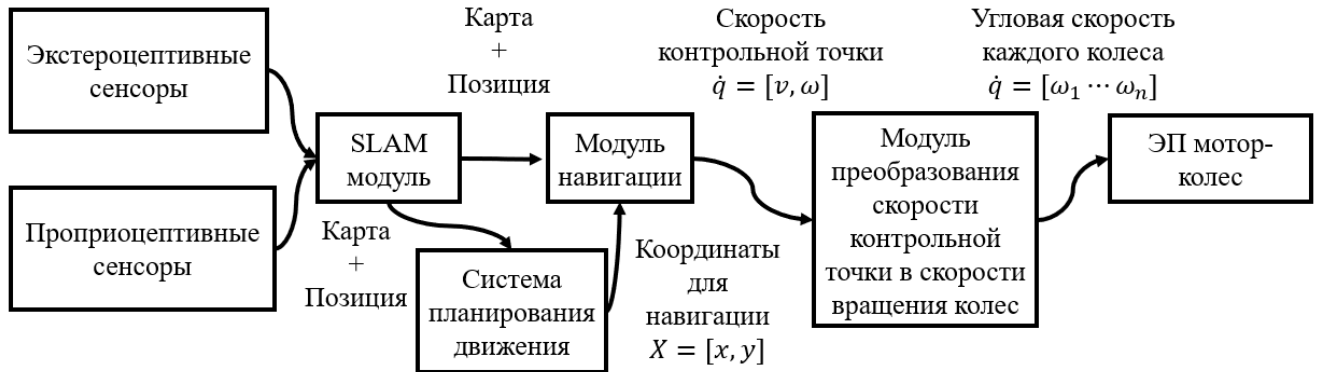 Экстероцептивные
сенсоры
Проприоцептивные
сенсоры
SLAM
модуль
Карта
+
Позиция
Карта
+
Позиция
Система
планирования
движения
Модуль
навигации
Координаты
для
навигации
X = [x, y]
Скорость
контрольной точки
q̇ = [v, ω]
Модуль
преобразования
скорости
контрольной
точки в скорости
вращения колес
Угловая скорость
каждого колеса
q̇ = [ω₁ ⋯ ωₙ]
ЭП мотор-
колес